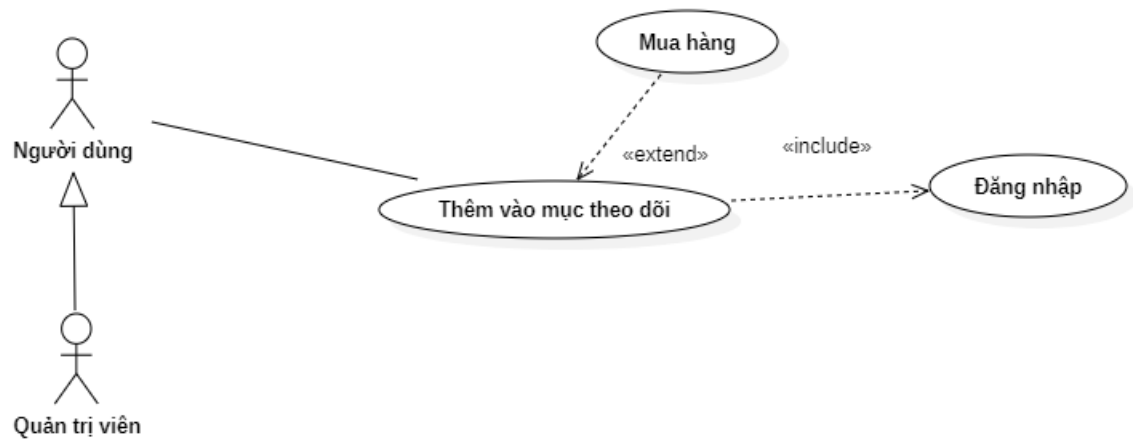 Mua hàng
Người dùng
«extend»
«include»
Đăng nhập
Thêm vào mục theo dõi
Quản trị viên